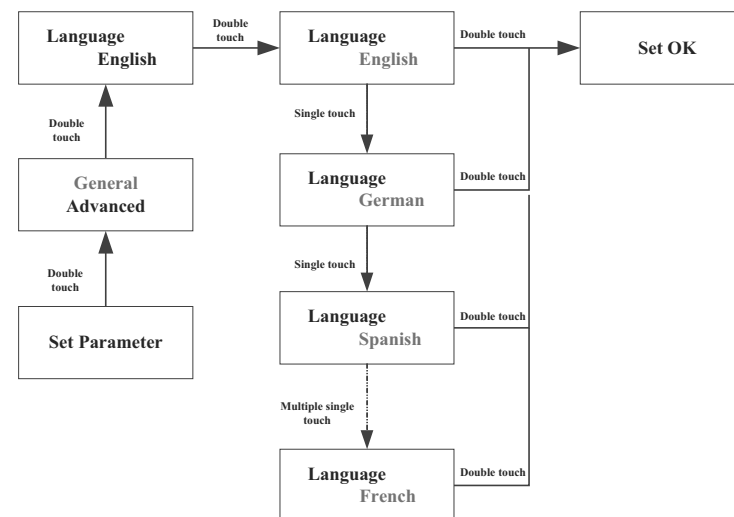 Language
English
Double
touch
Language
English
Double touch
Set OK
Double
touch
Single touch
General
Advanced
Language
German
Double touch
Double
touch
Single touch
Set Parameter
Language
Spanish
Double touch
Multiple single
touch
Language
French
Double touch